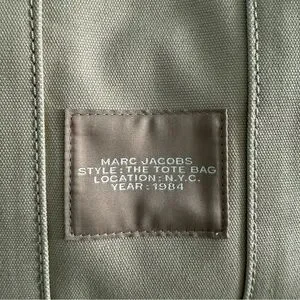 MARC JACOBS
STYLE: THE TOTE BAG
LOCATION: N.Y.C.
YEAR: 1984